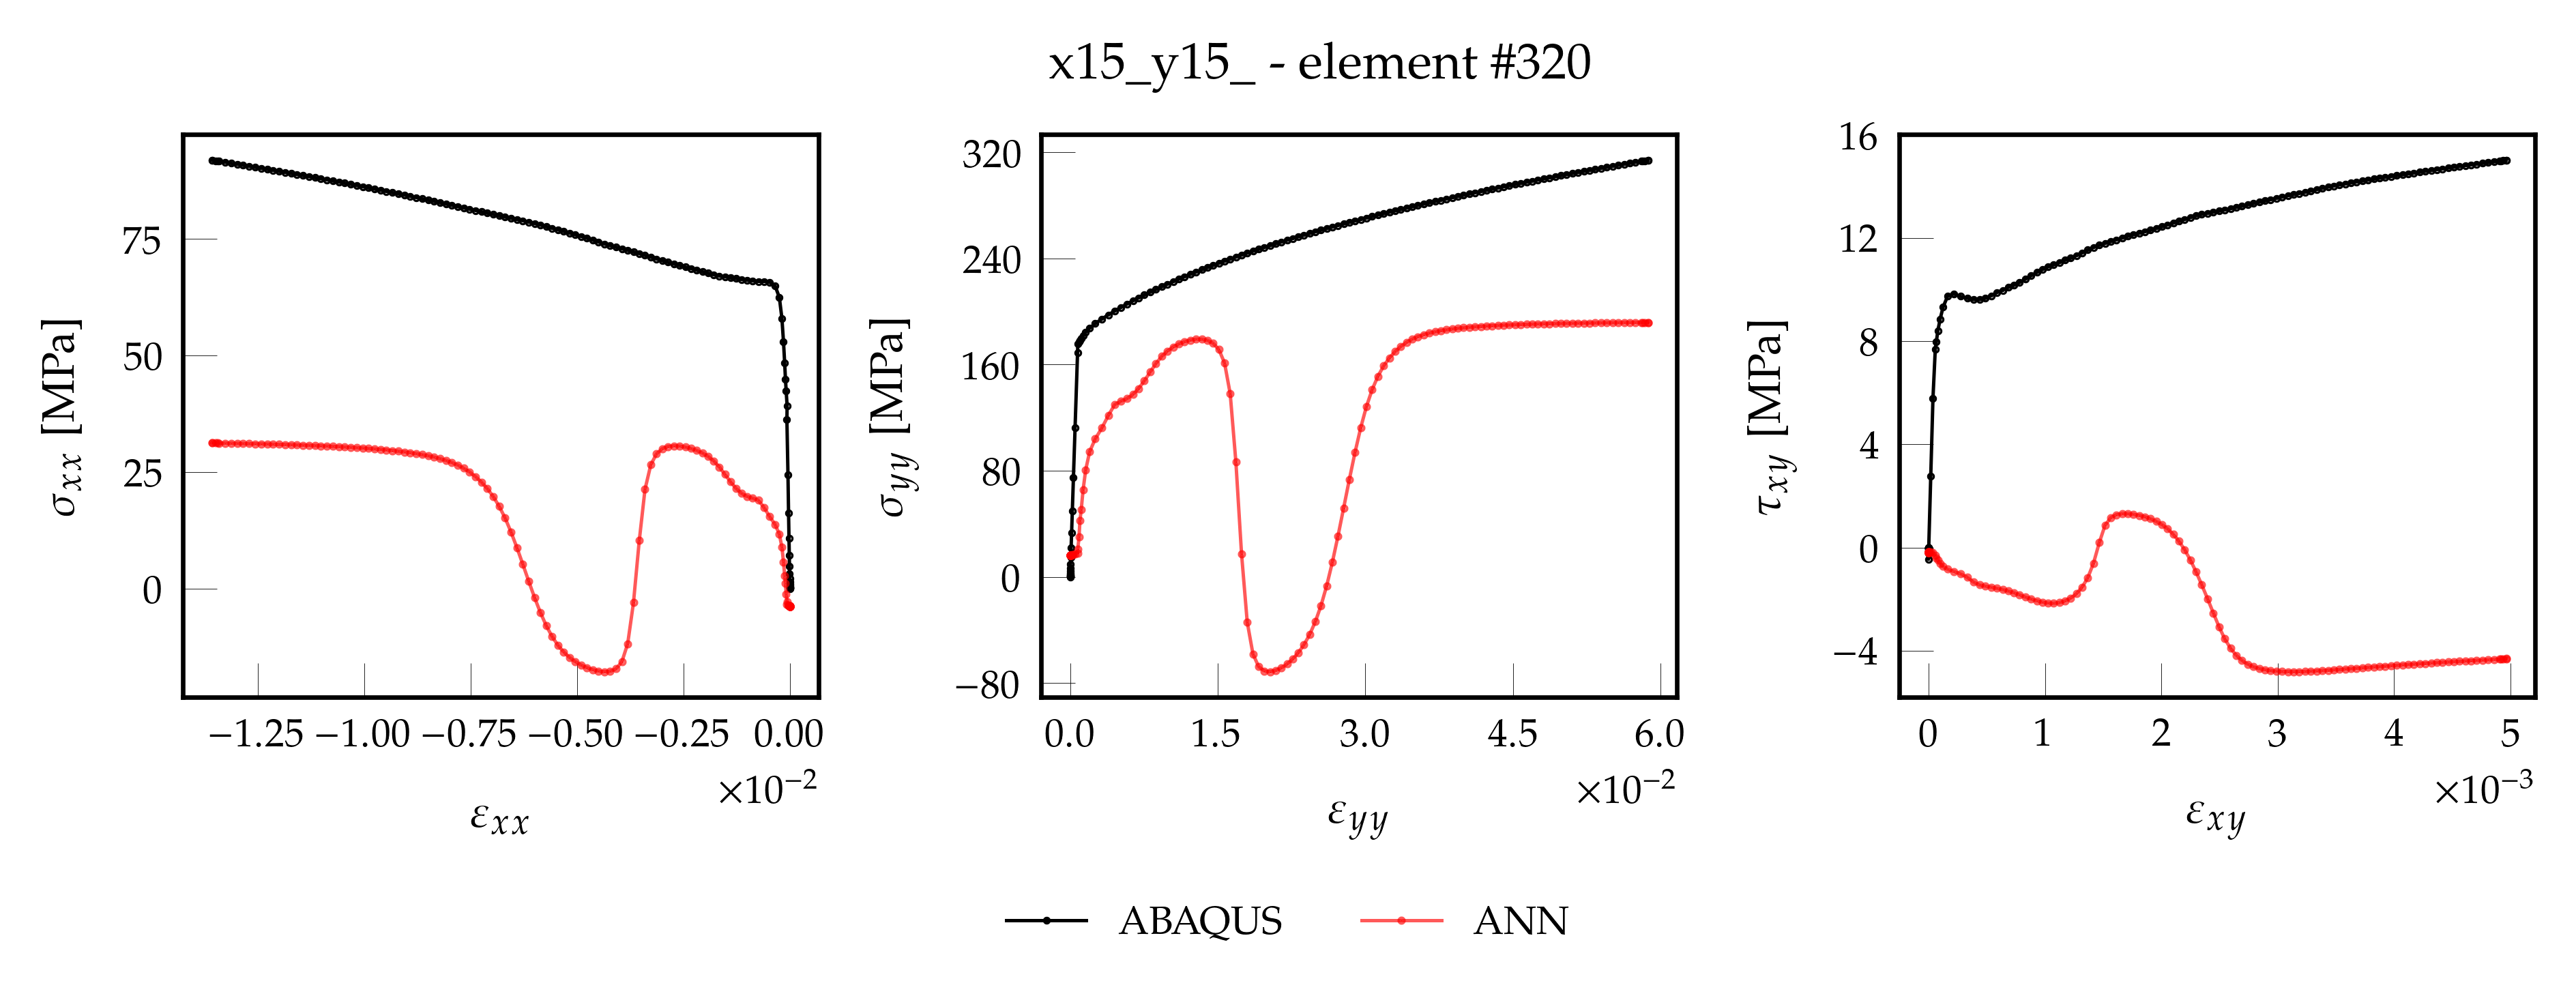 x15_y15_ - element #320
σxx [MPa]
75
50
25
0
−1.25 −1.00 −0.75 −0.50 −0.25 0.00
×10−2
εxx
σyy [MPa]
320
240
160
80
0
−80
0.0 1.5 3.0 4.5 6.0
×10−2
εyy
τxy [MPa]
16
12
8
4
0
−4
0 1 2 3 4 5
×10−3
εxy
ABAQUS ANN